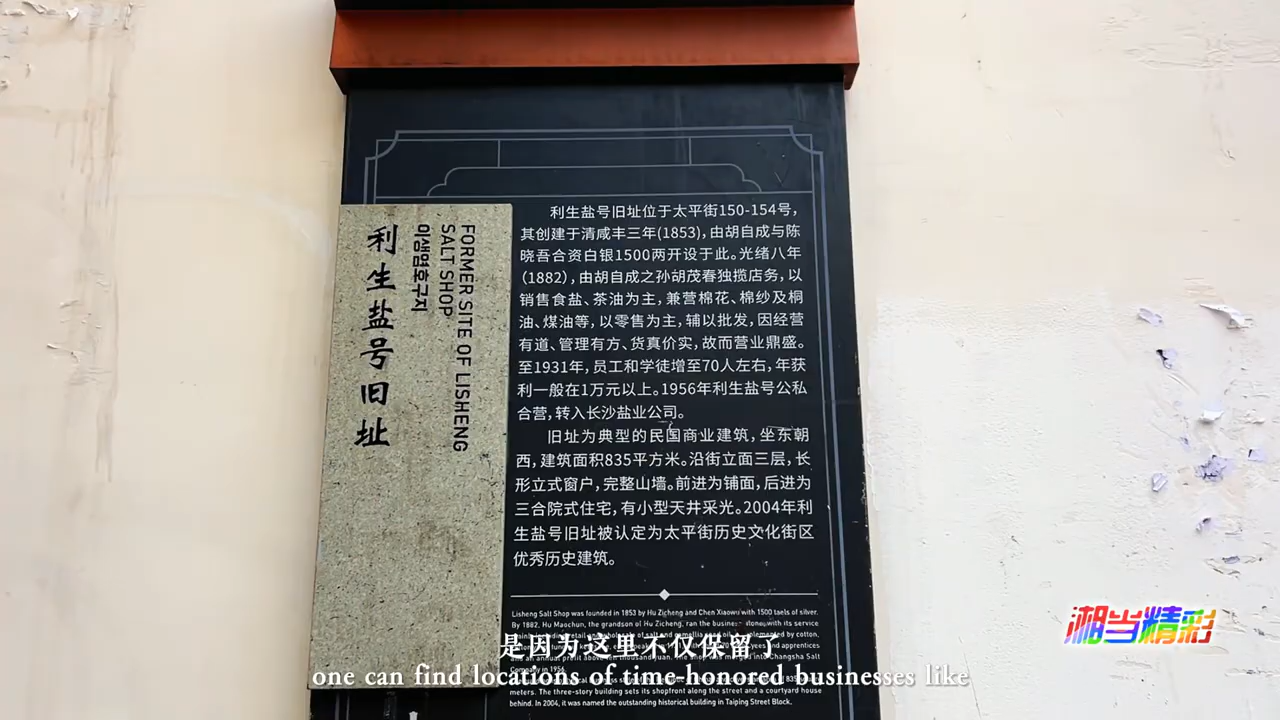 利生盐号旧址
이생염호구지
FORMER SITE OF LISHENG
SALT SHOP
利生盐号旧址位于太平街150-154号,
其创建于清咸丰三年(1853),由胡自成与陈
晓吾合资白银1500两开设于此。光绪八年
(1882),由胡自成之孙胡茂春独揽店务,以
销售食盐、茶油为主,兼营棉花、棉纱及桐
油、煤油等,以零售为主,辅以批发,因经营
有道、管理有方、货真价实,故而营业鼎盛。
至1931年,员工和学徒增至70人左右,年获
利一般在1万元以上。1956年利生盐号公私
合营,转入长沙盐业公司。
旧址为典型的民国商业建筑,坐东朝
西,建筑面积835平方米。沿街立面三层,长
形立式窗户,完整山墙。前进为铺面,后进为
三合院式住宅,有小型天井采光。2004年利
生盐号旧址被认定为太平街历史文化街区
优秀历史建筑。
Lisheng Salt Shop was founded in 1853 by Hu Zicheng and Chen Xiaowu with 1500 taels of silver.
By 1882, Hu Maochun, the grandson of Hu Zicheng, ran the business alone with its service
meters. The three-story building sets its shopfront along the street and a courtyard house
behind. In 2004, it was named the outstanding historical building in Taiping Street Block.
湘当精彩
是因为这里不仅保留了
one can find locations of time-honored businesses like